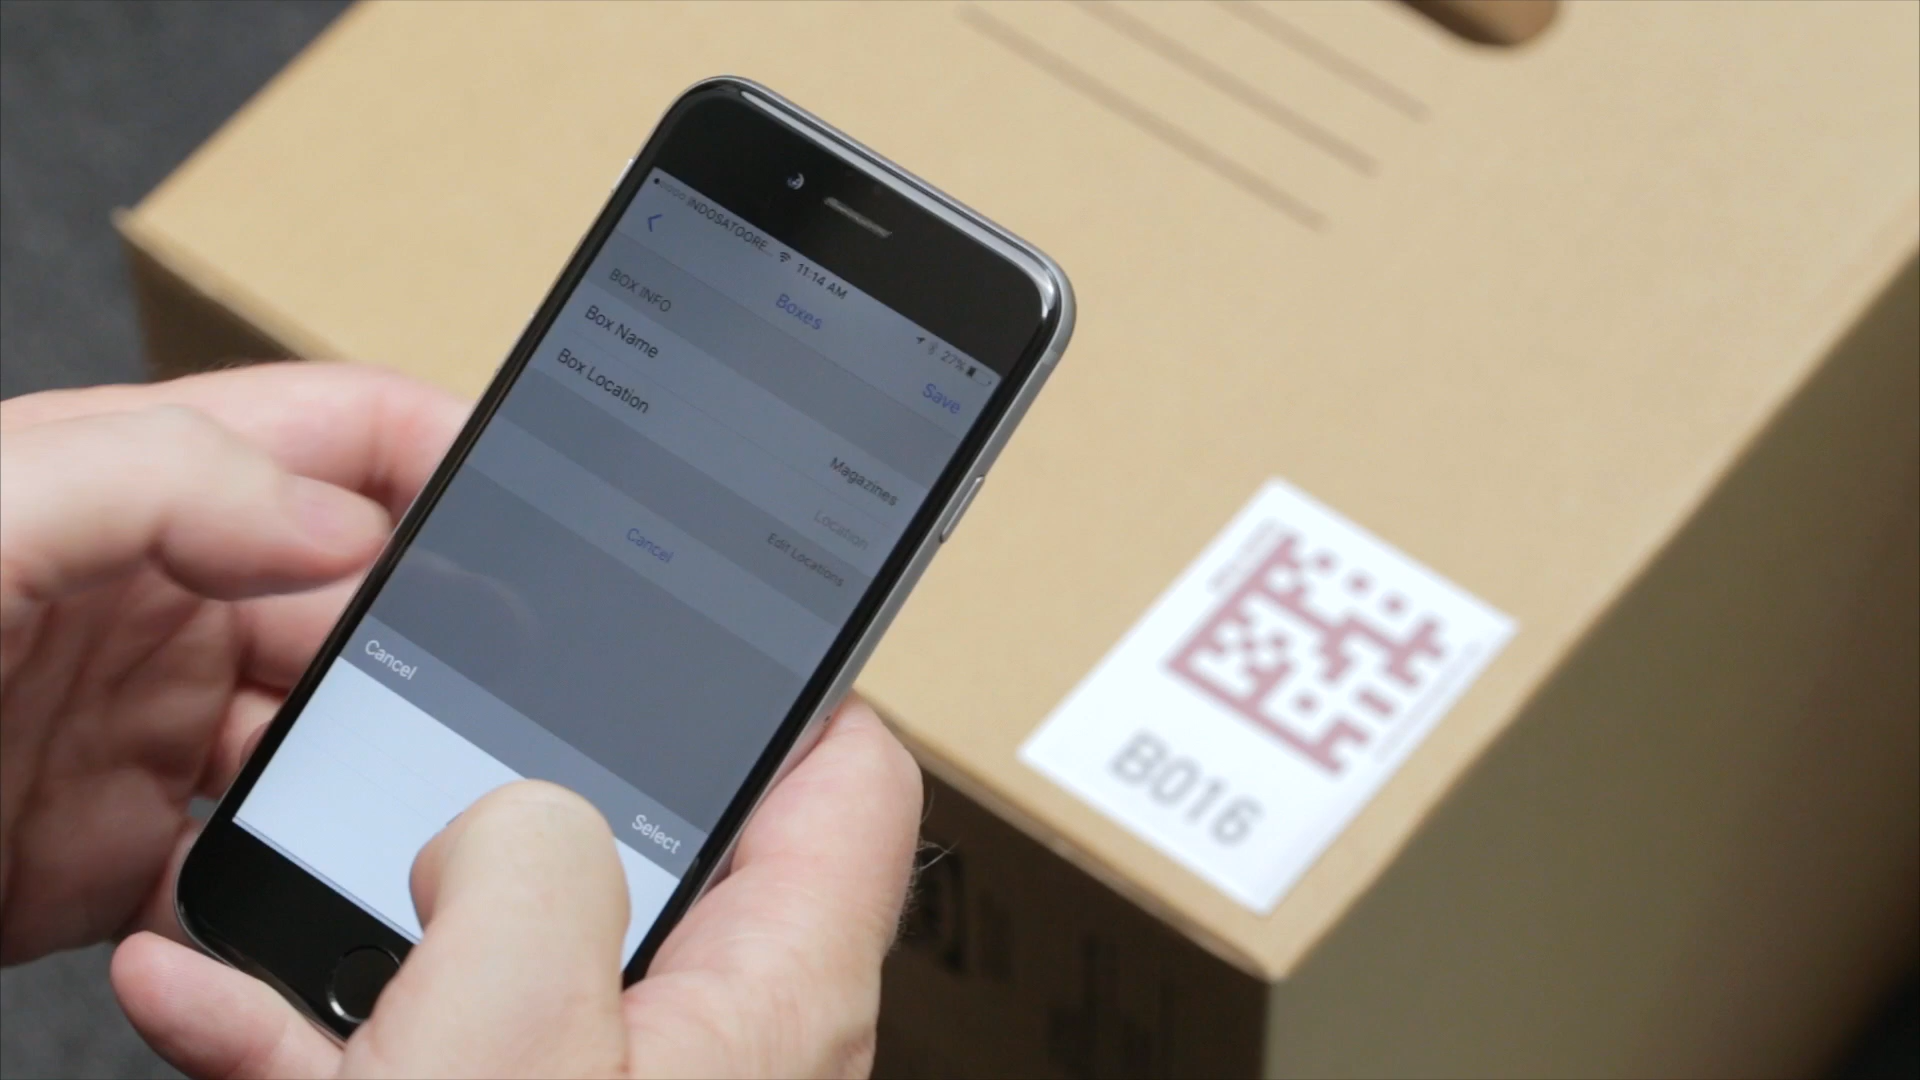 INDOSATOORE... 11:14 AM 27%
Boxes
Save
BOX INFO
Box Name Magazines
Box Location Location
Edit Locations
Cancel
Cancel Select
B016